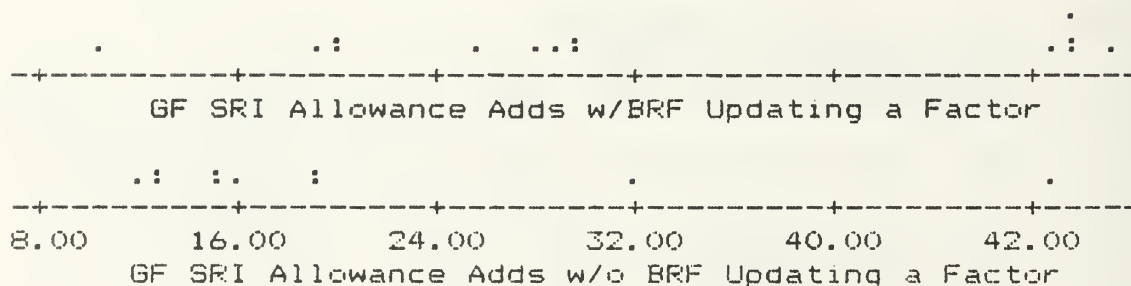 GF SRI Allowance Adds w/BRF Updating a Factor
8.00 16.00 24.00 32.00 40.00 42.00
GF SRI Allowance Adds w/o BRF Updating a Factor